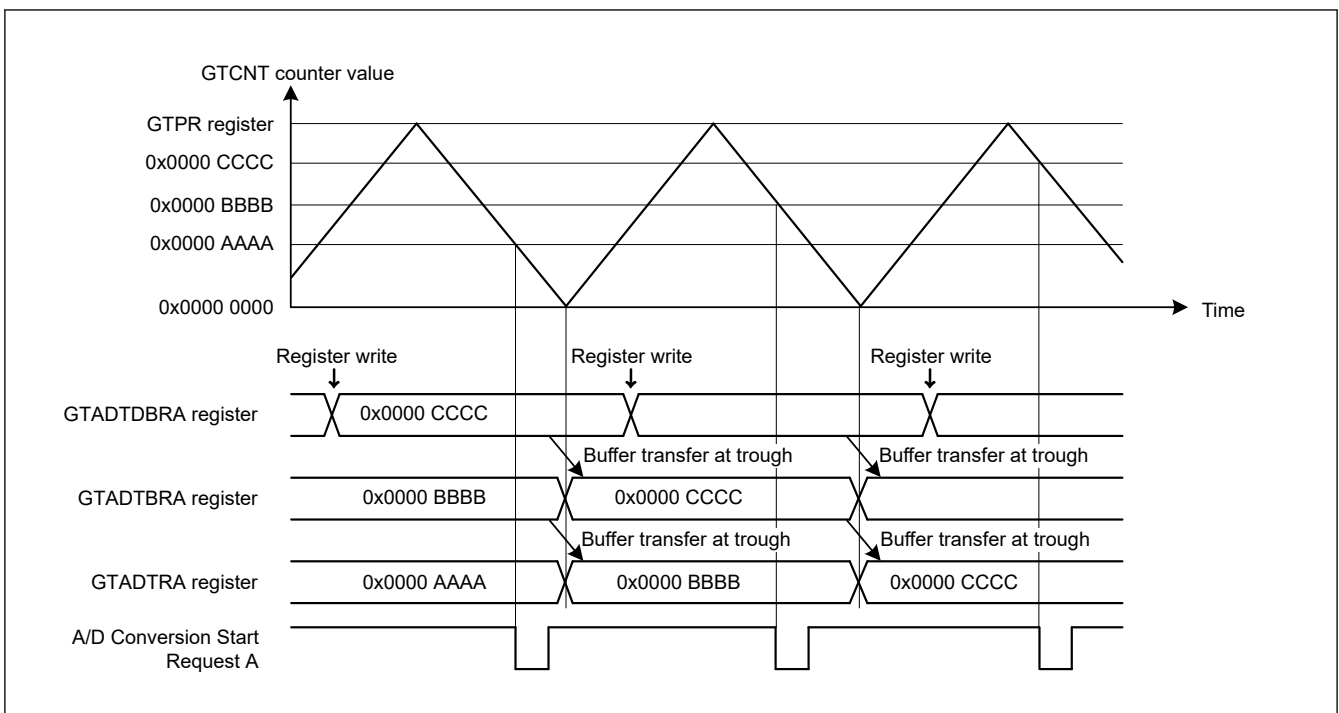 GTCNT counter value
GTPR register
0x0000 CCCC
0x0000 BBBB
0x0000 AAAA
0x0000 0000
Time
Register write
Register write
Register write
GTADTDBRA register
0x0000 CCCC
Buffer transfer at trough
Buffer transfer at trough
GTADTBRA register
0x0000 BBBB
0x0000 CCCC
Buffer transfer at trough
Buffer transfer at trough
GTADTRA register
0x0000 AAAA
0x0000 BBBB
0x0000 CCCC
A/D Conversion Start
Request A